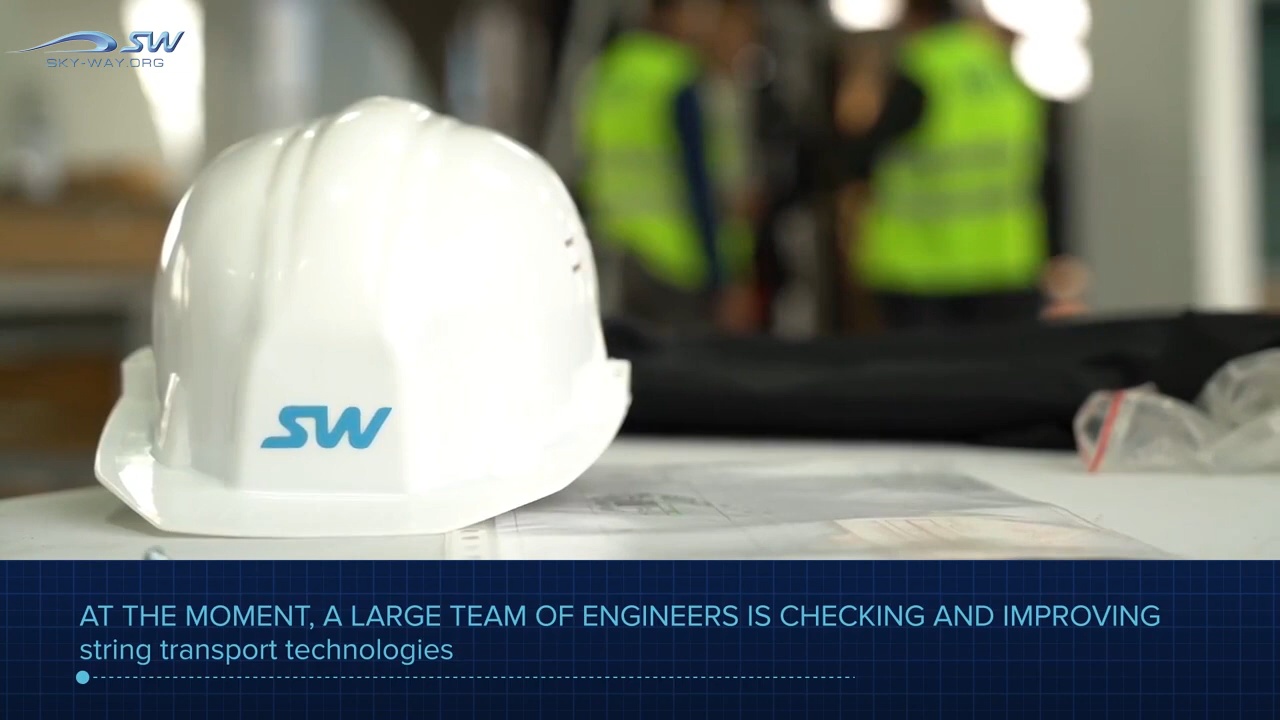 SW
SKY-WAY.ORG
SW
AT THE MOMENT, A LARGE TEAM OF ENGINEERS IS CHECKING AND IMPROVING
string transport technologies